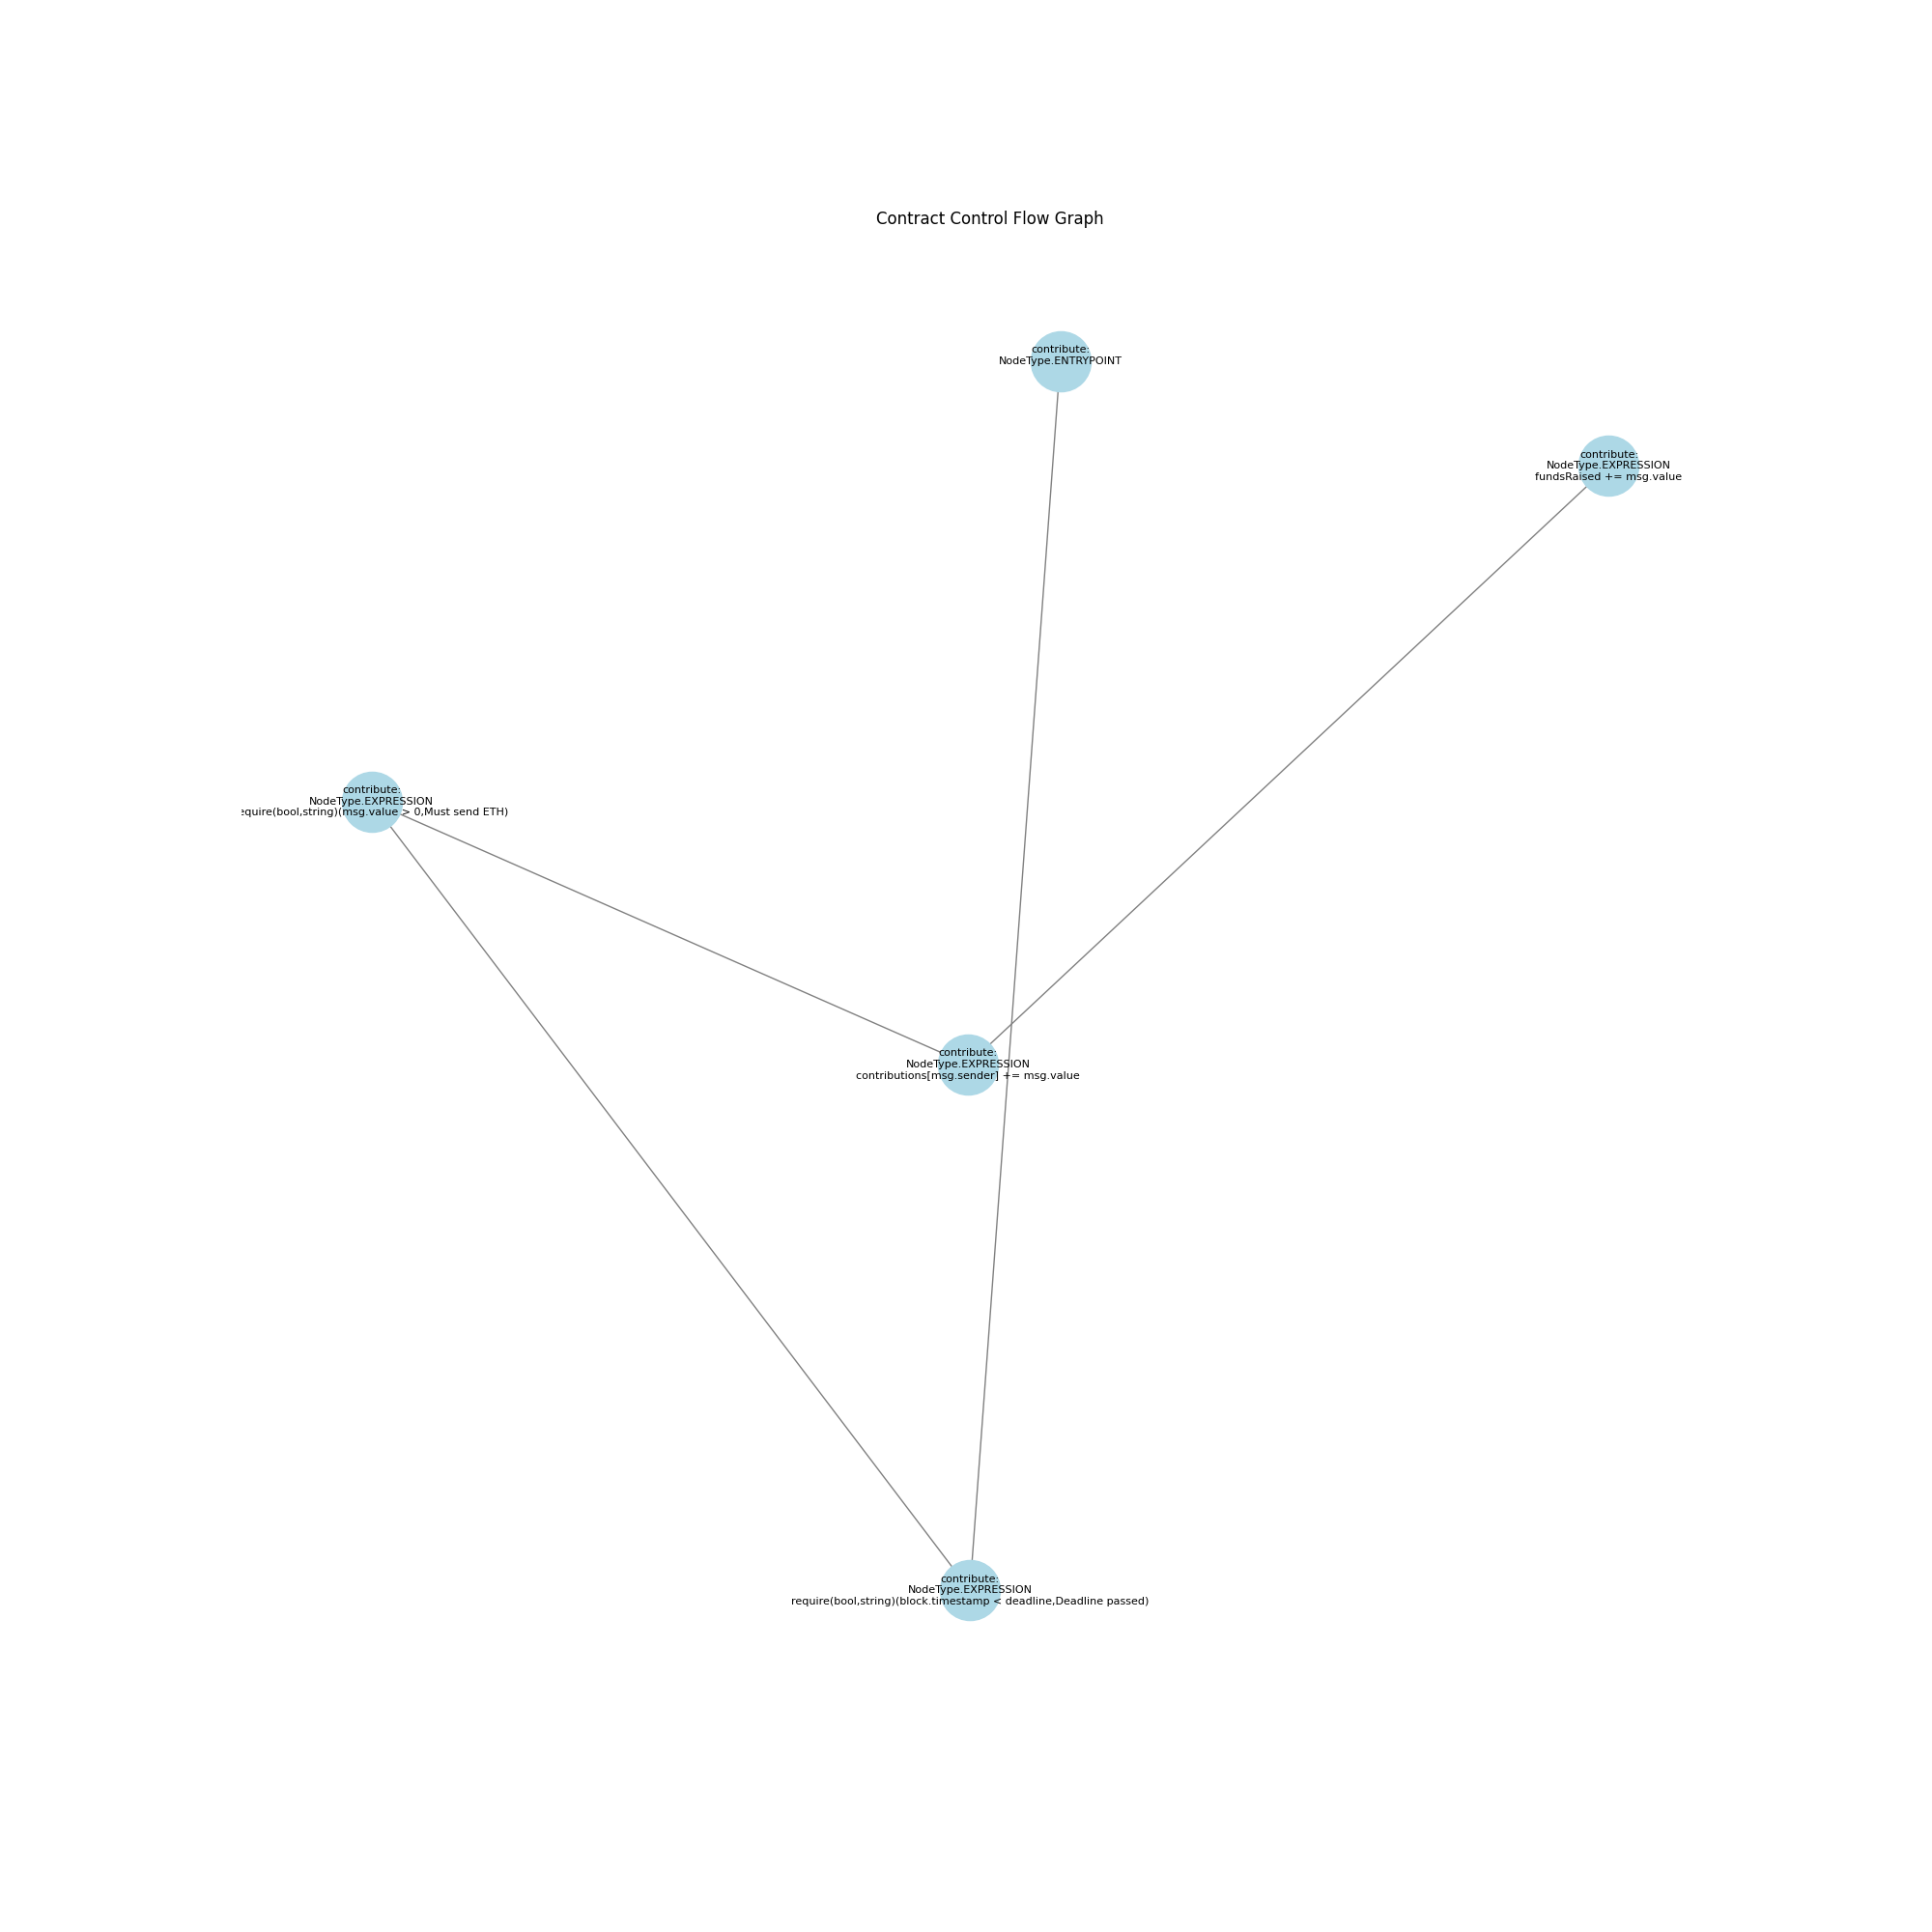 Contract Control Flow Graph
contribute:
NodeType.ENTRYPOINT
contribute:
NodeType.EXPRESSION
fundsRaised += msg.value
contribute:
NodeType.EXPRESSION
equire(bool,string)(msg.value > 0,Must send ETH)
contribute:
NodeType.EXPRESSION
contributions[msg.sender] += msg.value
contribute:
NodeType.EXPRESSION
require(bool,string)(block.timestamp < deadline,Deadline passed)